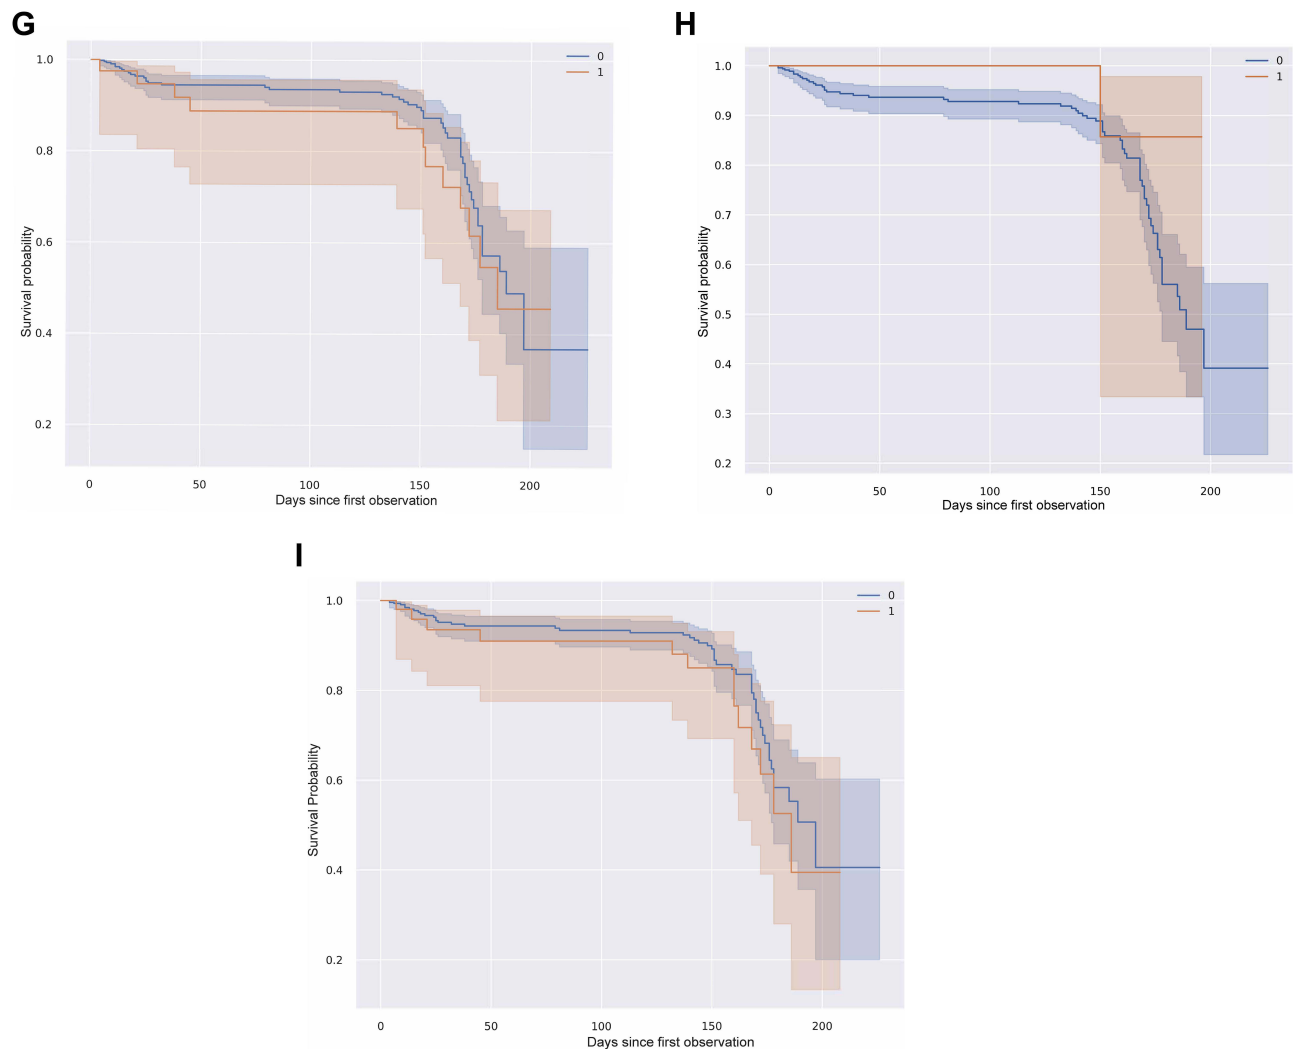 G
1.0
0.8
0.6
0.4
0.2
Survival probability
0 50 100 150 200
Days since first observation
0
1
H
1.0
0.9
0.8
0.7
0.6
0.5
0.4
0.3
0.2
Survival probability
0 50 100 150 200
Days since first observation
0
1
I
1.0
0.8
0.6
0.4
0.2
Survival Probability
0 50 100 150 200
Days since first observation
0
1